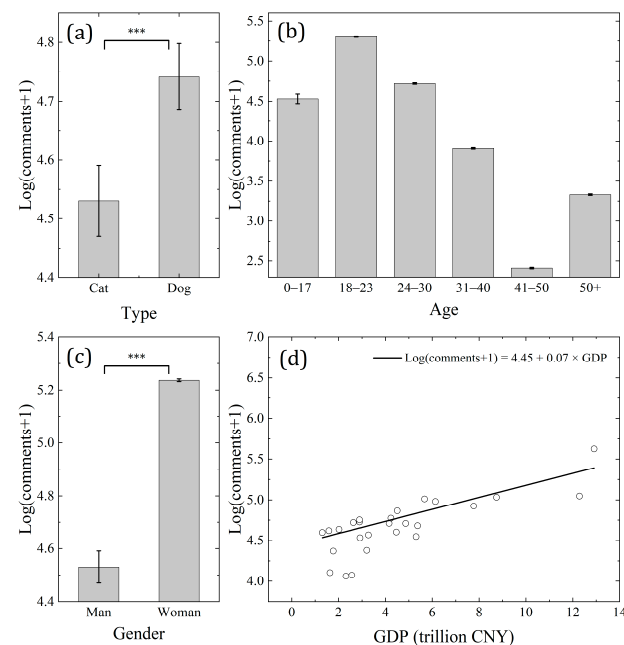 (a)
***
4.8
4.7
4.6
4.5
4.4
Log(comments+1)
Cat
Dog
Type
(b)
5.5
5.0
4.5
4.0
3.5
3.0
2.5
Log(comments+1)
0–17
18–23
24–30
31–40
41–50
50+
Age
(c)
***
5.4
5.2
5.0
4.8
4.6
4.4
Log(comments+1)
Man
Woman
Gender
(d)
Log(comments+1) = 4.45 + 0.07 × GDP
7.0
6.0
5.5
5.0
4.5
4.0
Log(comments+1)
0
2
4
6
8
10
12
14
GDP (trillion CNY)